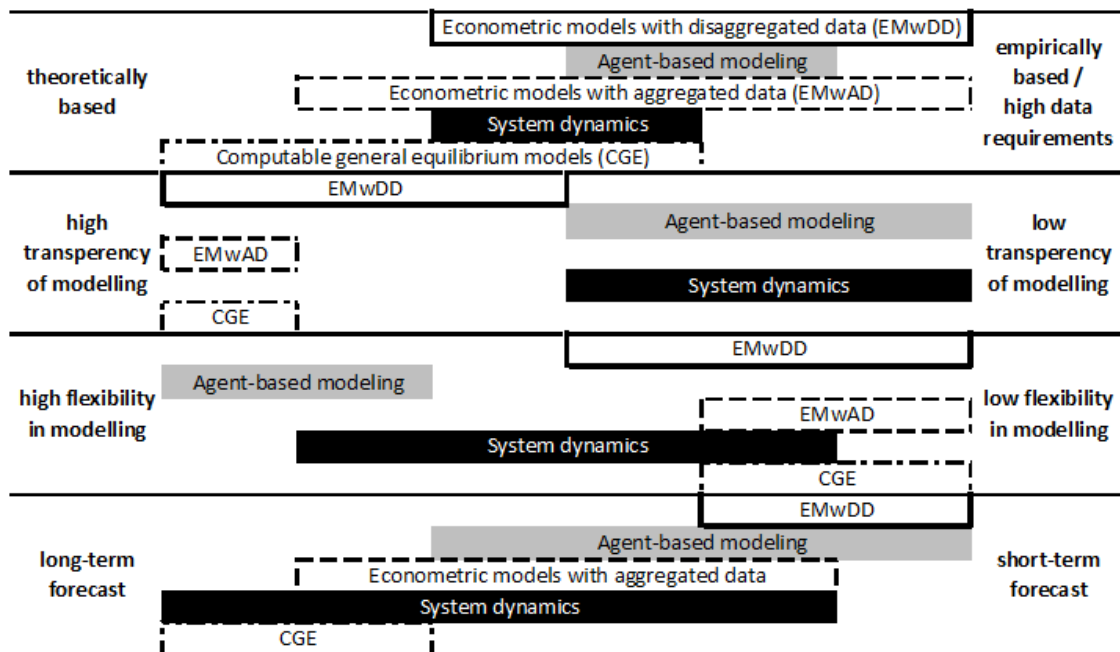 Econometric models with disaggregated data (EMwDD)
Agent-based modeling
theoretically
based
Econometric models with aggregated data (EMwAD)
System dynamics
Computable general equilibrium models (CGE)
empirically
based /
high data
requirements
EMwDD
high
transperency
of modelling
Agent-based modeling
EMwAD
System dynamics
CGE
low
transperency
of modelling
EMwDD
high flexibility
in modelling
Agent-based modeling
EMwAD
System dynamics
CGE
low flexibility
in modelling
EMwDD
long-term
forecast
Agent-based modeling
Econometric models with aggregated data
System dynamics
CGE
short-term
forecast